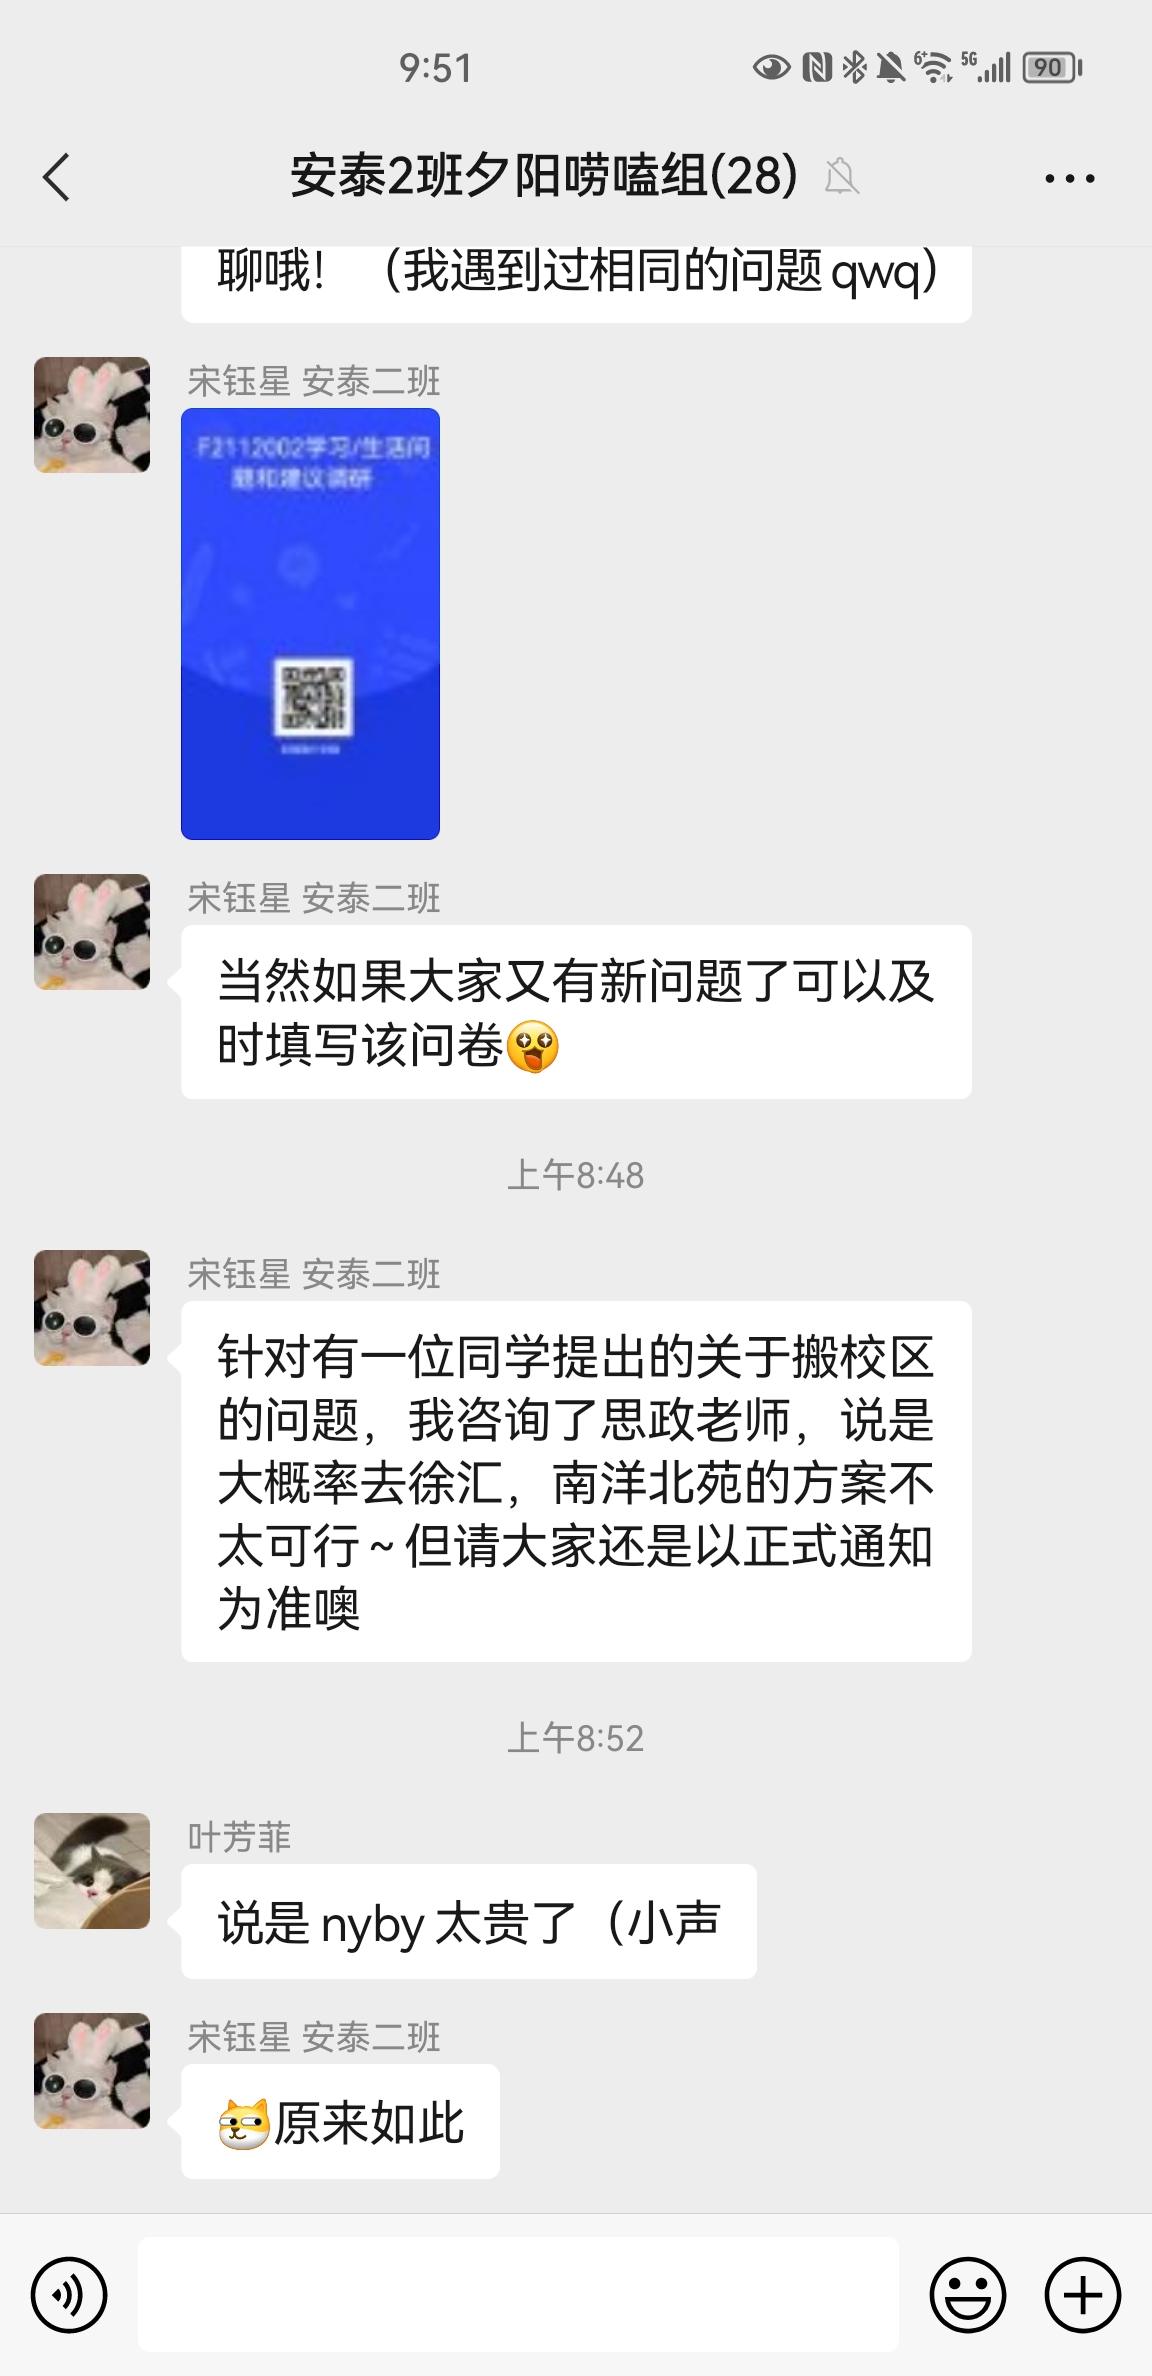 9:51
6+
5G
90
安泰2班夕阳唠嗑组(28)
聊哦！（我遇到过相同的问题qwq）
宋钰星 安泰二班
F2112002学习/生活问
题和建议调研
宋钰星 安泰二班
当然如果大家又有新问题了可以及
时填写该问卷
上午8:48
宋钰星 安泰二班
针对有一位同学提出的关于搬校区
的问题，我咨询了思政老师，说是
大概率去徐汇，南洋北苑的方案不
太可行~但请大家还是以正式通知
为准噢
上午8:52
叶芳菲
说是nyby太贵了（小声
宋钰星 安泰二班
原来如此